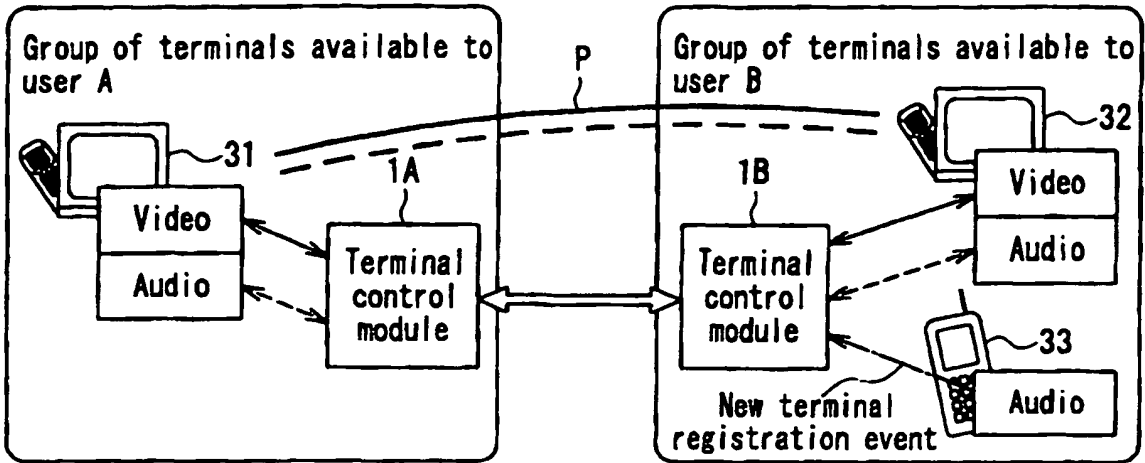 Group of terminals available to
user A
P
Group of terminals available to
user B
31
32
1A
1B
Video
Audio
Terminal
control
module
Terminal
control
module
Video
Audio
33
Audio
New terminal
registration event